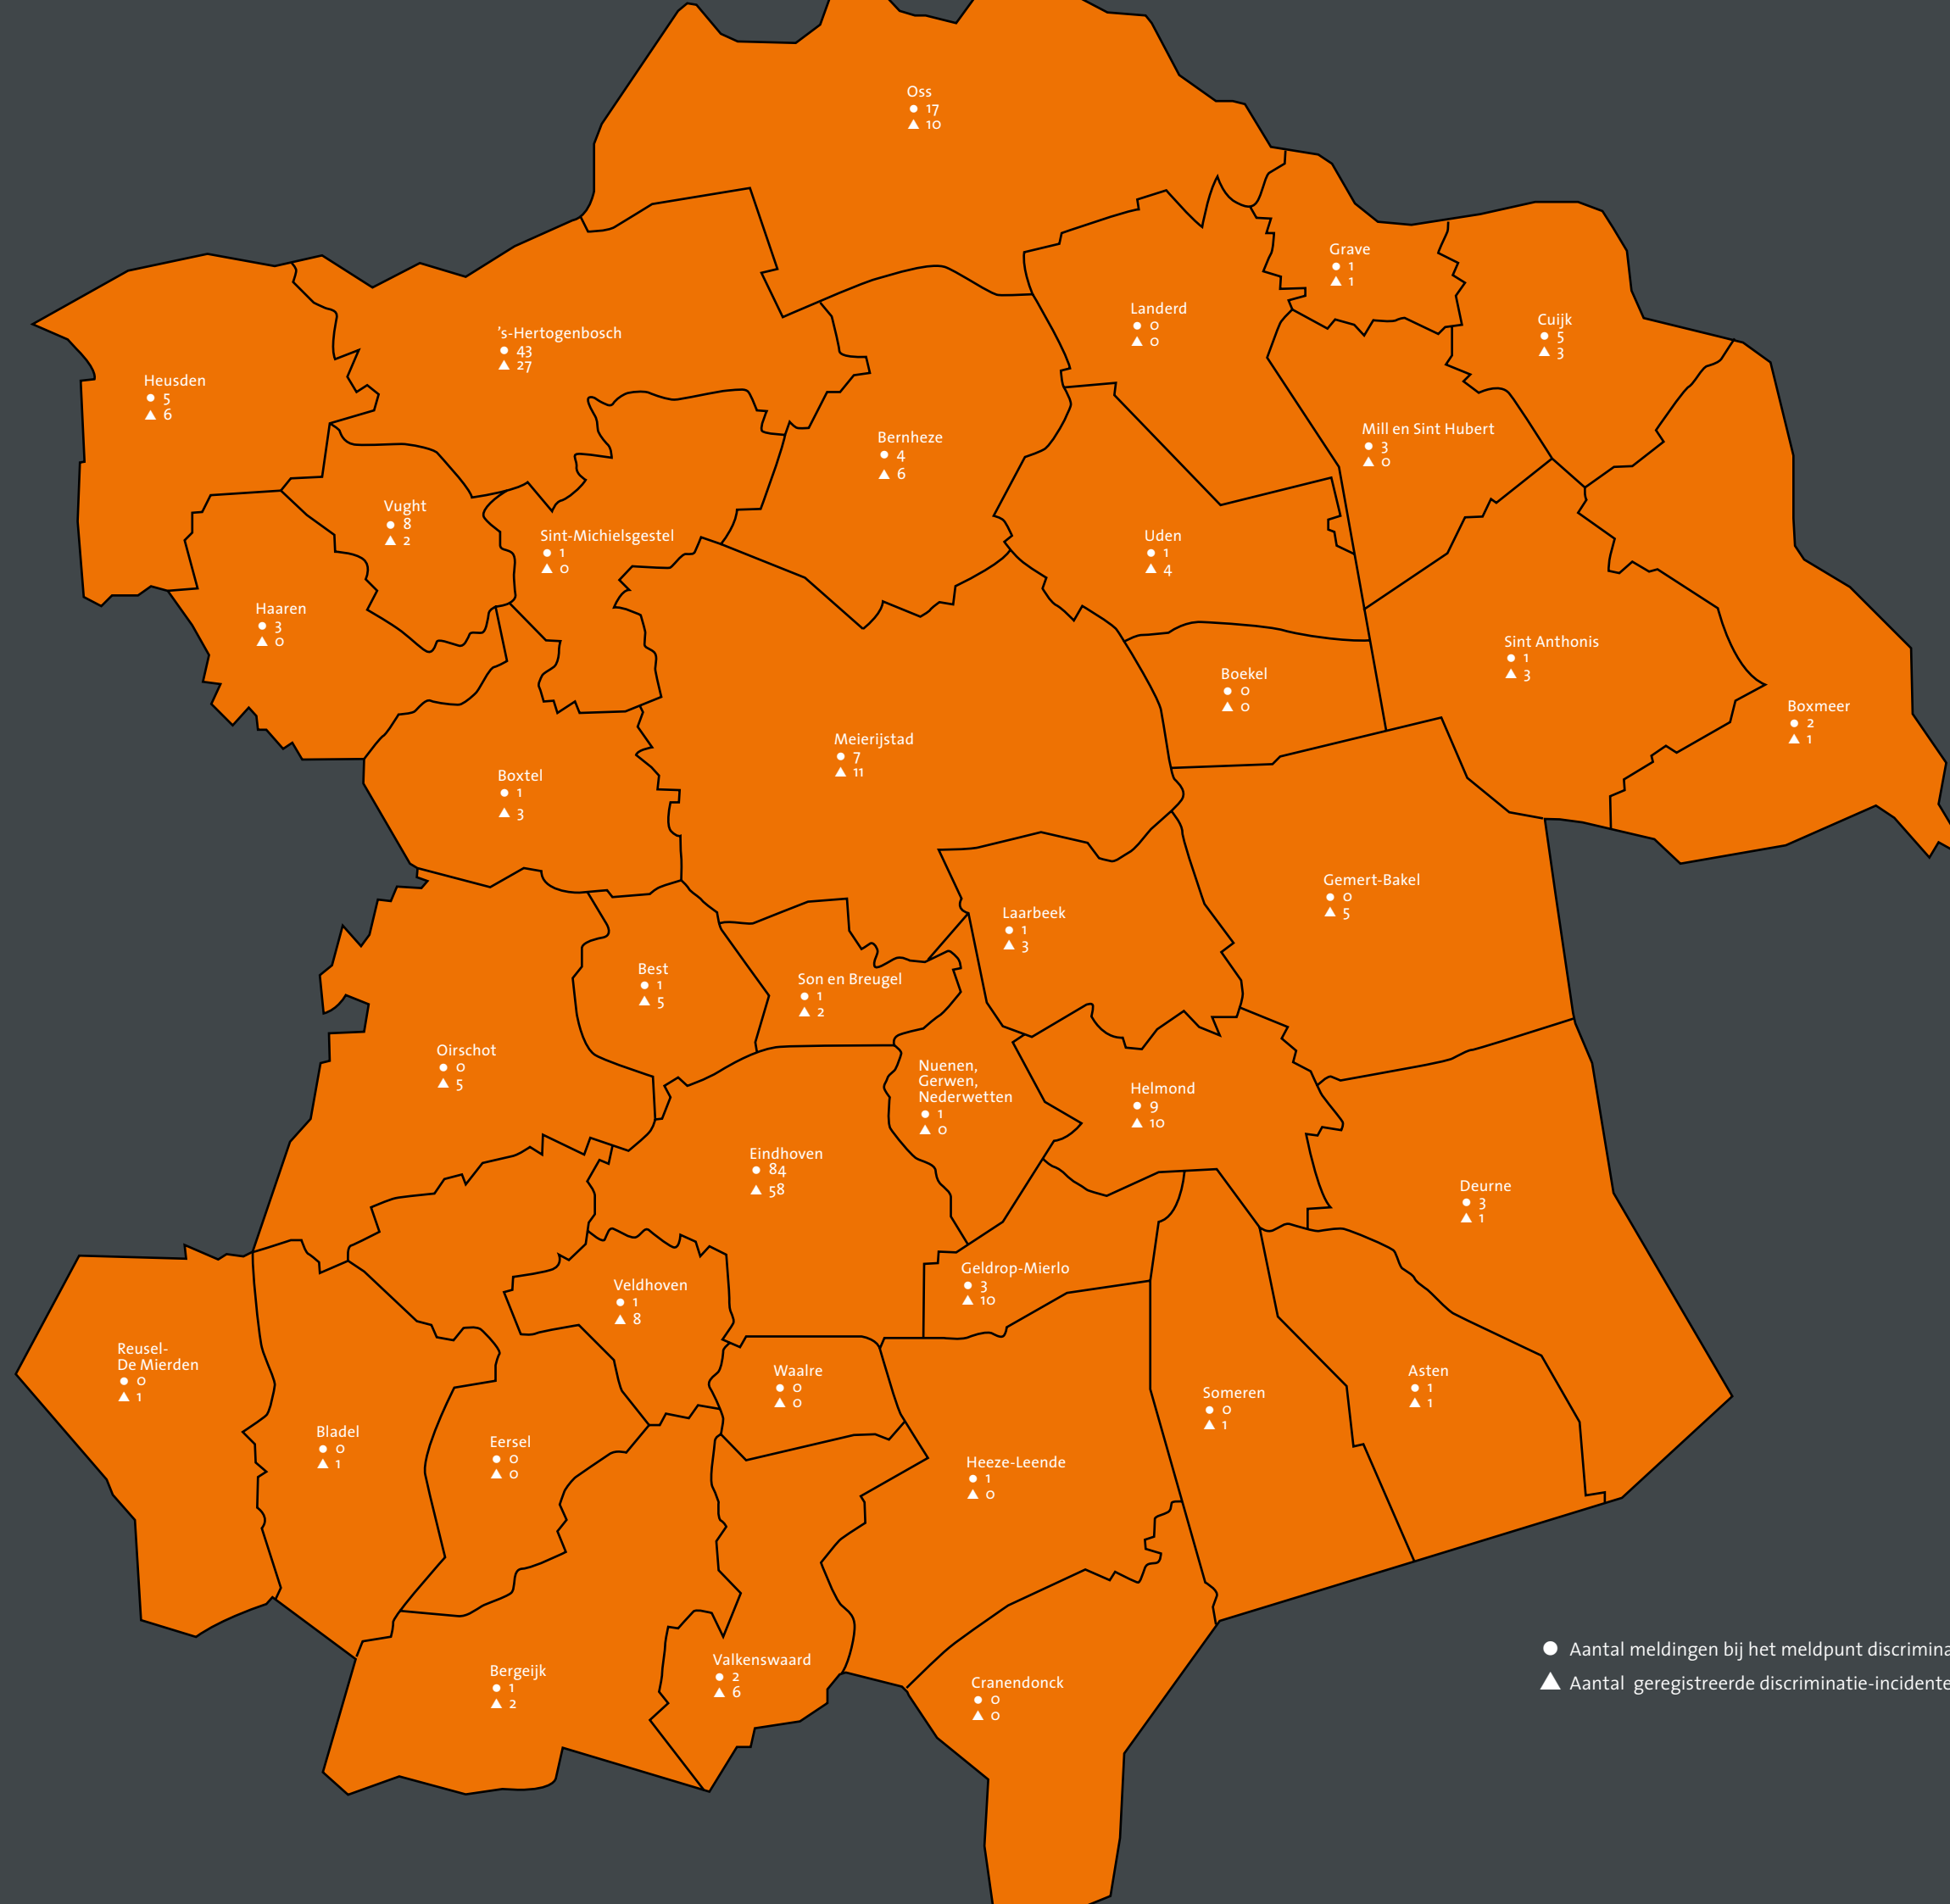 Oss
● 17
▲ 10
Grave
● 1
▲ 1
Landerd
● 0
▲ 0
Cuijk
● 5
▲ 3
's-Hertogenbosch
● 43
▲ 27
Heusden
● 5
▲ 6
Mill en Sint Hubert
● 3
▲ 0
Bernheze
● 4
▲ 6
Vught
● 8
▲ 2
Sint-Michielsgestel
● 1
▲ 0
Uden
● 1
▲ 4
Haaren
● 3
▲ 0
Sint Anthonis
● 1
▲ 3
Boekel
● 0
▲ 0
Boxmeer
● 2
▲ 1
Meierijstad
● 7
▲ 11
Boxtel
● 1
▲ 3
Gemert-Bakel
● 0
▲ 5
Laarbeek
● 1
▲ 3
Best
● 1
▲ 5
Son en Breugel
● 1
▲ 2
Oirschot
● 0
▲ 5
Nuenen,
Gerwen,
Nederwetten
● 1
▲ 0
Helmond
● 9
▲ 10
Eindhoven
● 84
▲ 58
Deurne
● 3
▲ 1
Geldrop-Mierlo
● 3
▲ 10
Veldhoven
● 1
▲ 8
Reusel-
De Mierden
● 0
▲ 1
Waalre
● 0
▲ 0
Asten
● 1
▲ 1
Someren
● 0
▲ 1
Bladel
● 0
▲ 1
Eersel
● 0
▲ 0
Heeze-Leende
● 1
▲ 0
Valkenswaard
● 2
▲ 6
Bergeijk
● 1
▲ 2
Cranendonck
● 0
▲ 0
● Aantal meldingen bij het meldpunt discrimina
▲ Aantal geregistreerde discriminatie-incidente